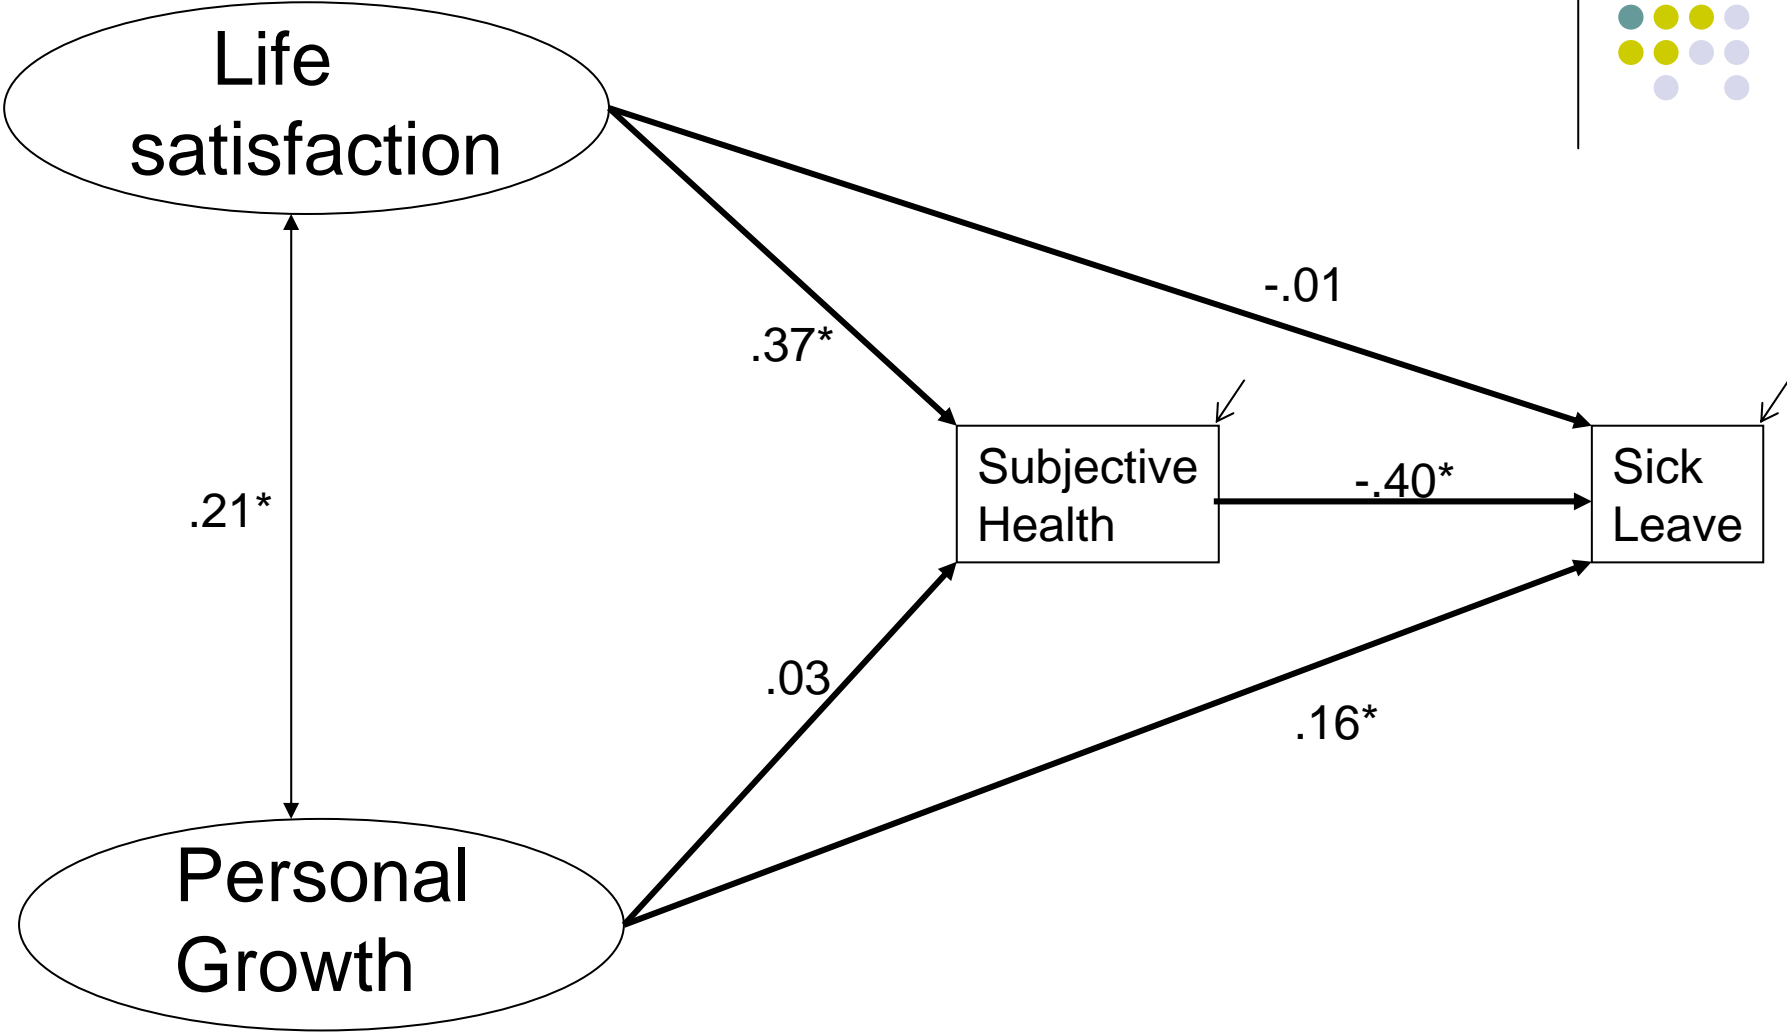 Life
satisfaction
-.01
.37*
Subjective
Health
-.40*
Sick
Leave
.21*
.03
.16*
Personal
Growth